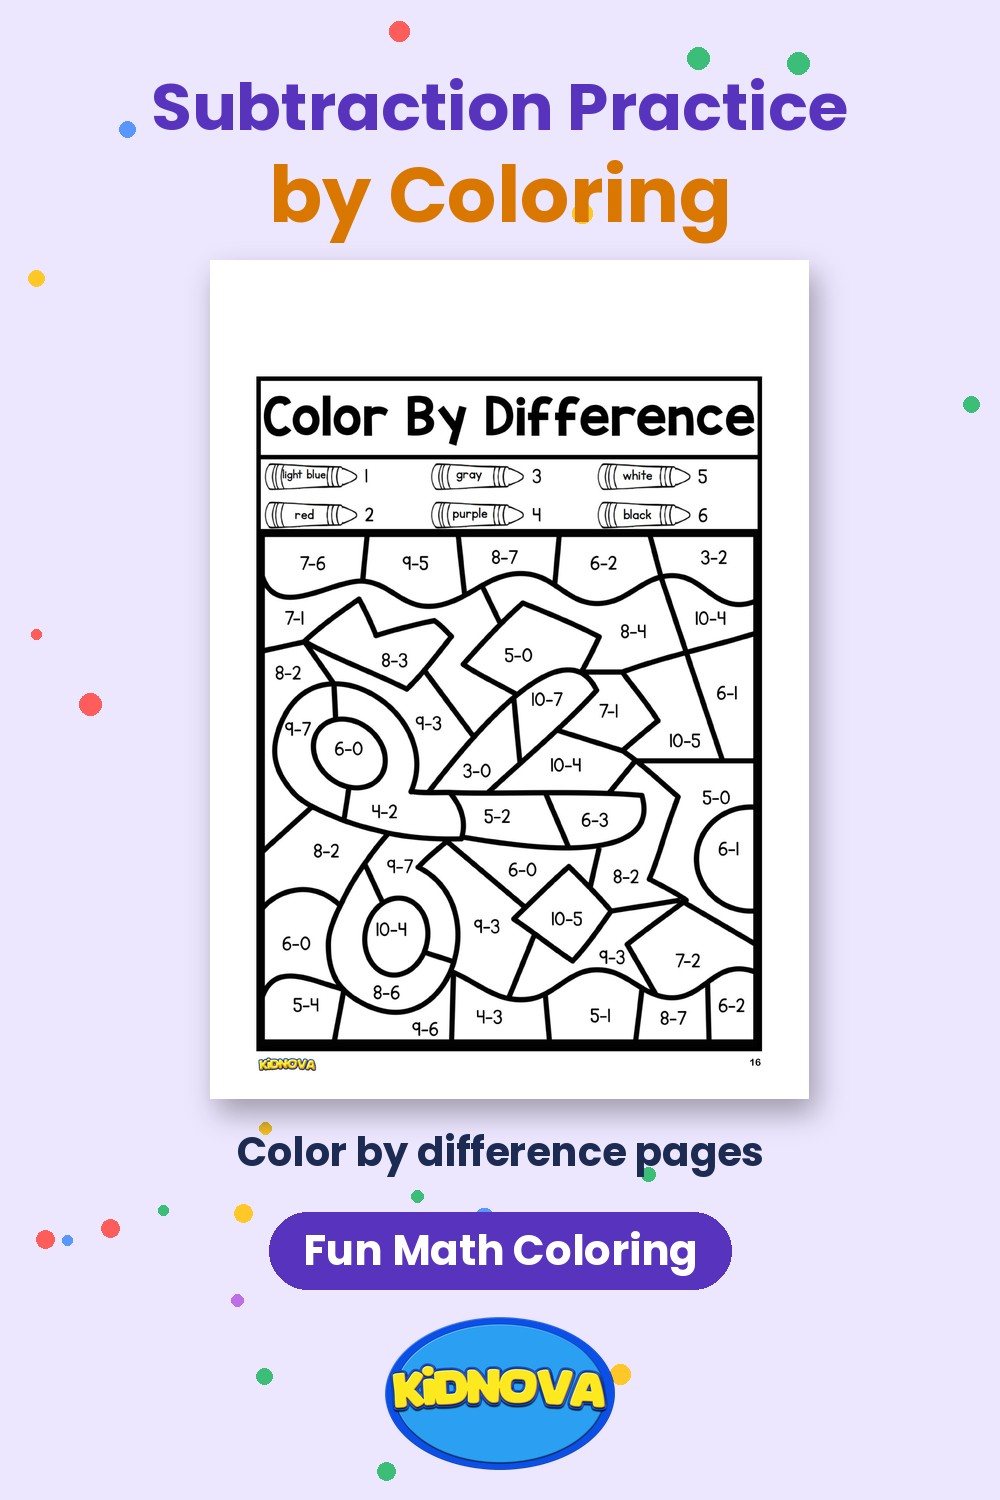 Subtraction Practice
by Coloring
Color By Difference
light blue 1 gray 3 white 5
red 2 purple 4 black 6
7-6 9-5 8-7 6-2 3-2
7-1 8-4 10-4
8-3 5-0
8-2 10-7 6-1
9-7 6-0 9-3 7-1 10-5
3-0 10-4
4-2 5-2 6-3 5-0
8-2 9-7 6-0 8-2 6-1
10-4 9-3 10-5
6-0 9-3 7-2
5-4 8-6 4-3 5-1 8-7 6-2
9-6
KIDNOVA 16
Color by difference pages
Fun Math Coloring
KiDNOVA